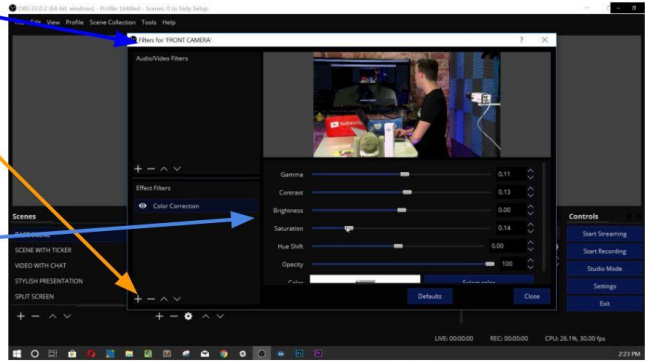 OBS 22.0.2 (64-bit, windows) - Profile: Untitled - Scenes: 0 to Sixty Setup
Edit View Profile Scene Collection Tools Help
Filters for 'FRONT CAMERA'
Audio/Video Filters
Gamma 0.11
Contrast 0.13
Effect Filters
Color Correction
Brightness 0.00
Saturation 0.14
Hue Shift 0.00
Opacity 100
Color
Select color
Defaults
Close
Scenes
SCENE WITH TICKER
VIDEO WITH CHAT
STYLISH PRESENTATION
SPLIT SCREEN
Controls
Start Streaming
Start Recording
Studio Mode
Settings
Exit
LIVE: 00:00:00 REC: 00:00:00 CPU: 26.1%, 30.00 fps
2:23 PM